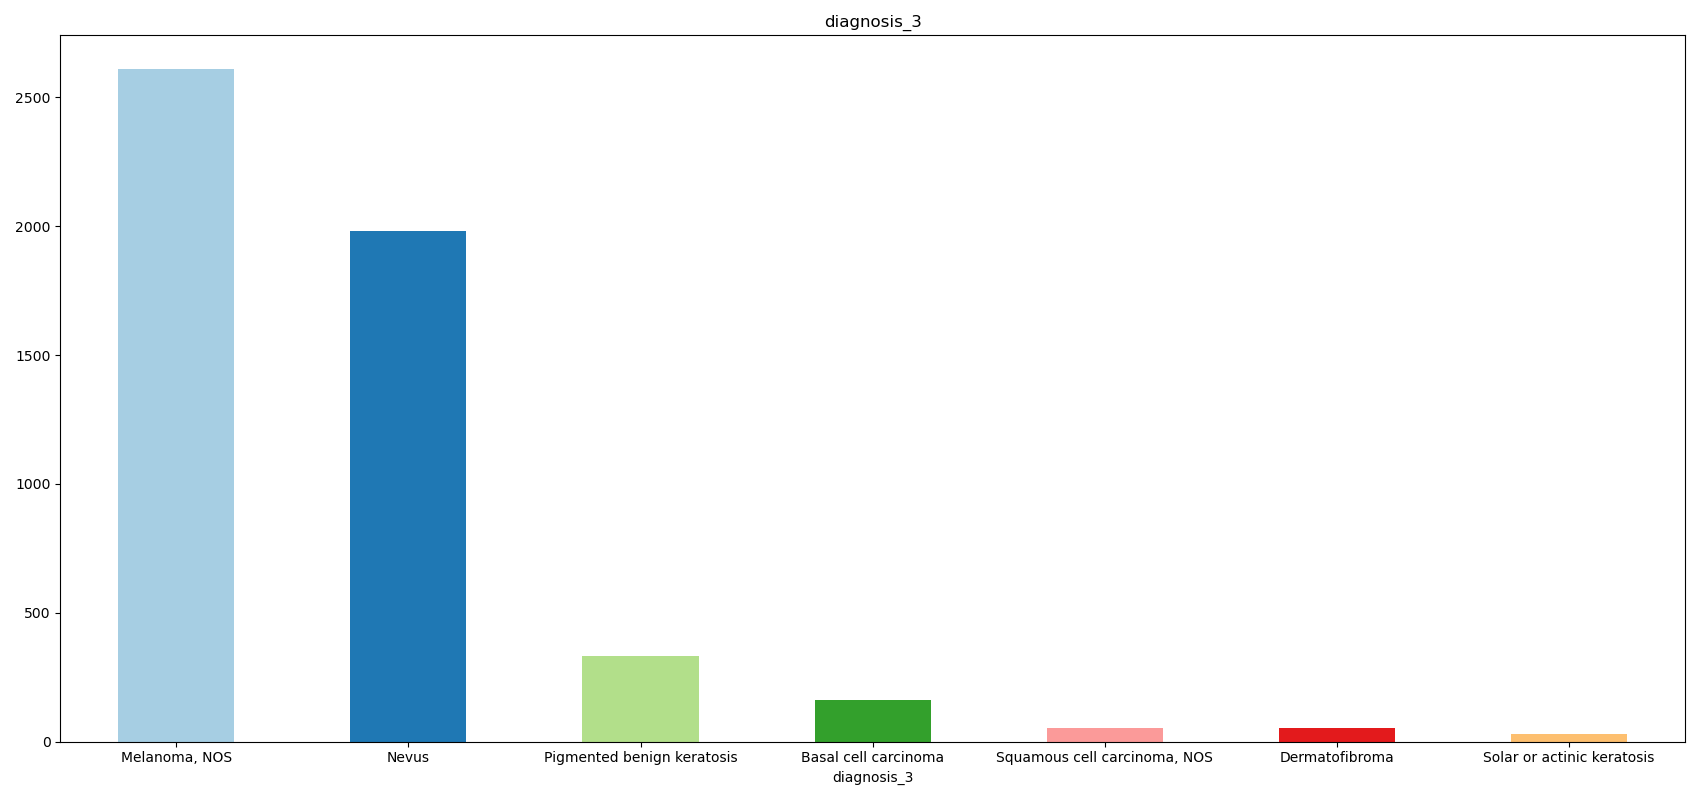 diagnosis_3
2500
2000
1500
1000
500
0
Melanoma, NOS
Nevus
Pigmented benign keratosis
Basal cell carcinoma
Squamous cell carcinoma, NOS
Dermatofibroma
Solar or actinic keratosis
diagnosis_3